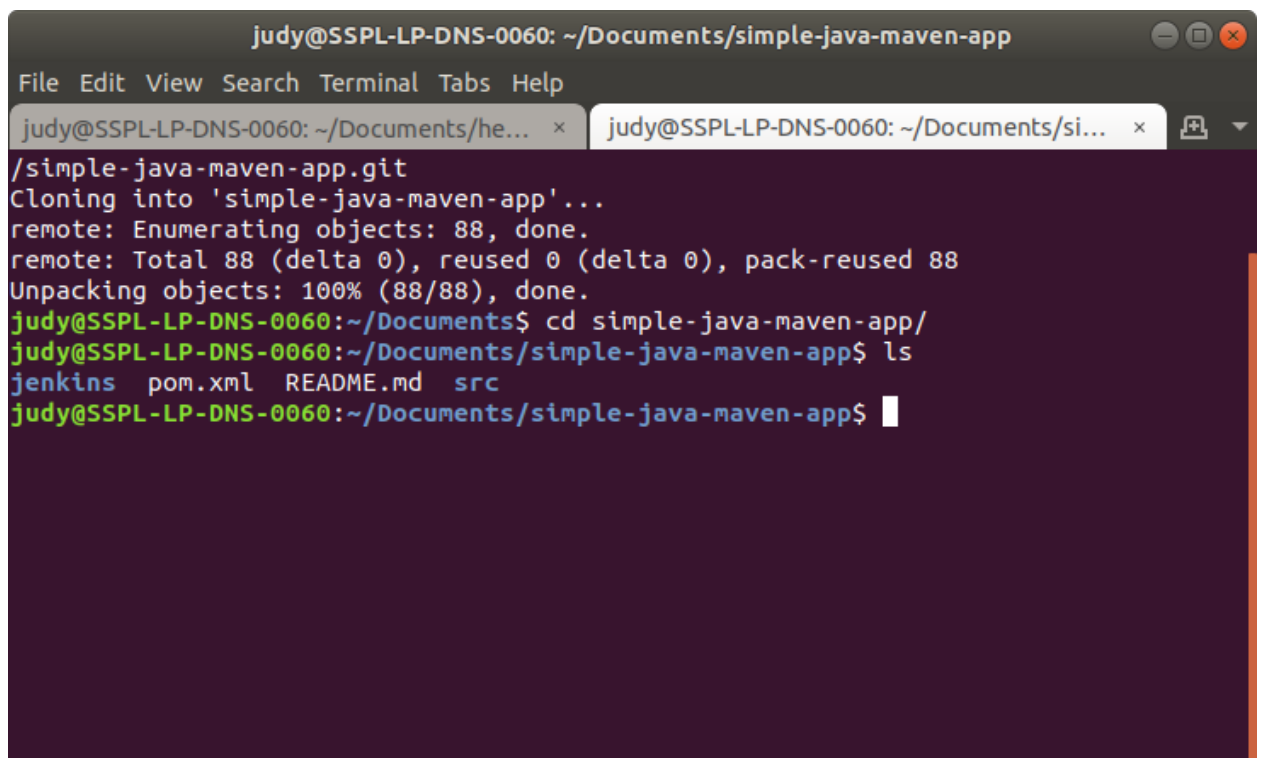 judy@SSPL-LP-DNS-0060: ~/Documents/simple-java-maven-app
File Edit View Search Terminal Tabs Help
judy@SSPL-LP-DNS-0060: ~/Documents/he... × judy@SSPL-LP-DNS-0060: ~/Documents/si... ×
/simple-java-maven-app.git
Cloning into 'simple-java-maven-app'...
remote: Enumerating objects: 88, done.
remote: Total 88 (delta 0), reused 0 (delta 0), pack-reused 88
Unpacking objects: 100% (88/88), done.
judy@SSPL-LP-DNS-0060:~/Documents$ cd simple-java-maven-app/
judy@SSPL-LP-DNS-0060:~/Documents/simple-java-maven-app$ ls
jenkins pom.xml README.md src
judy@SSPL-LP-DNS-0060:~/Documents/simple-java-maven-app$